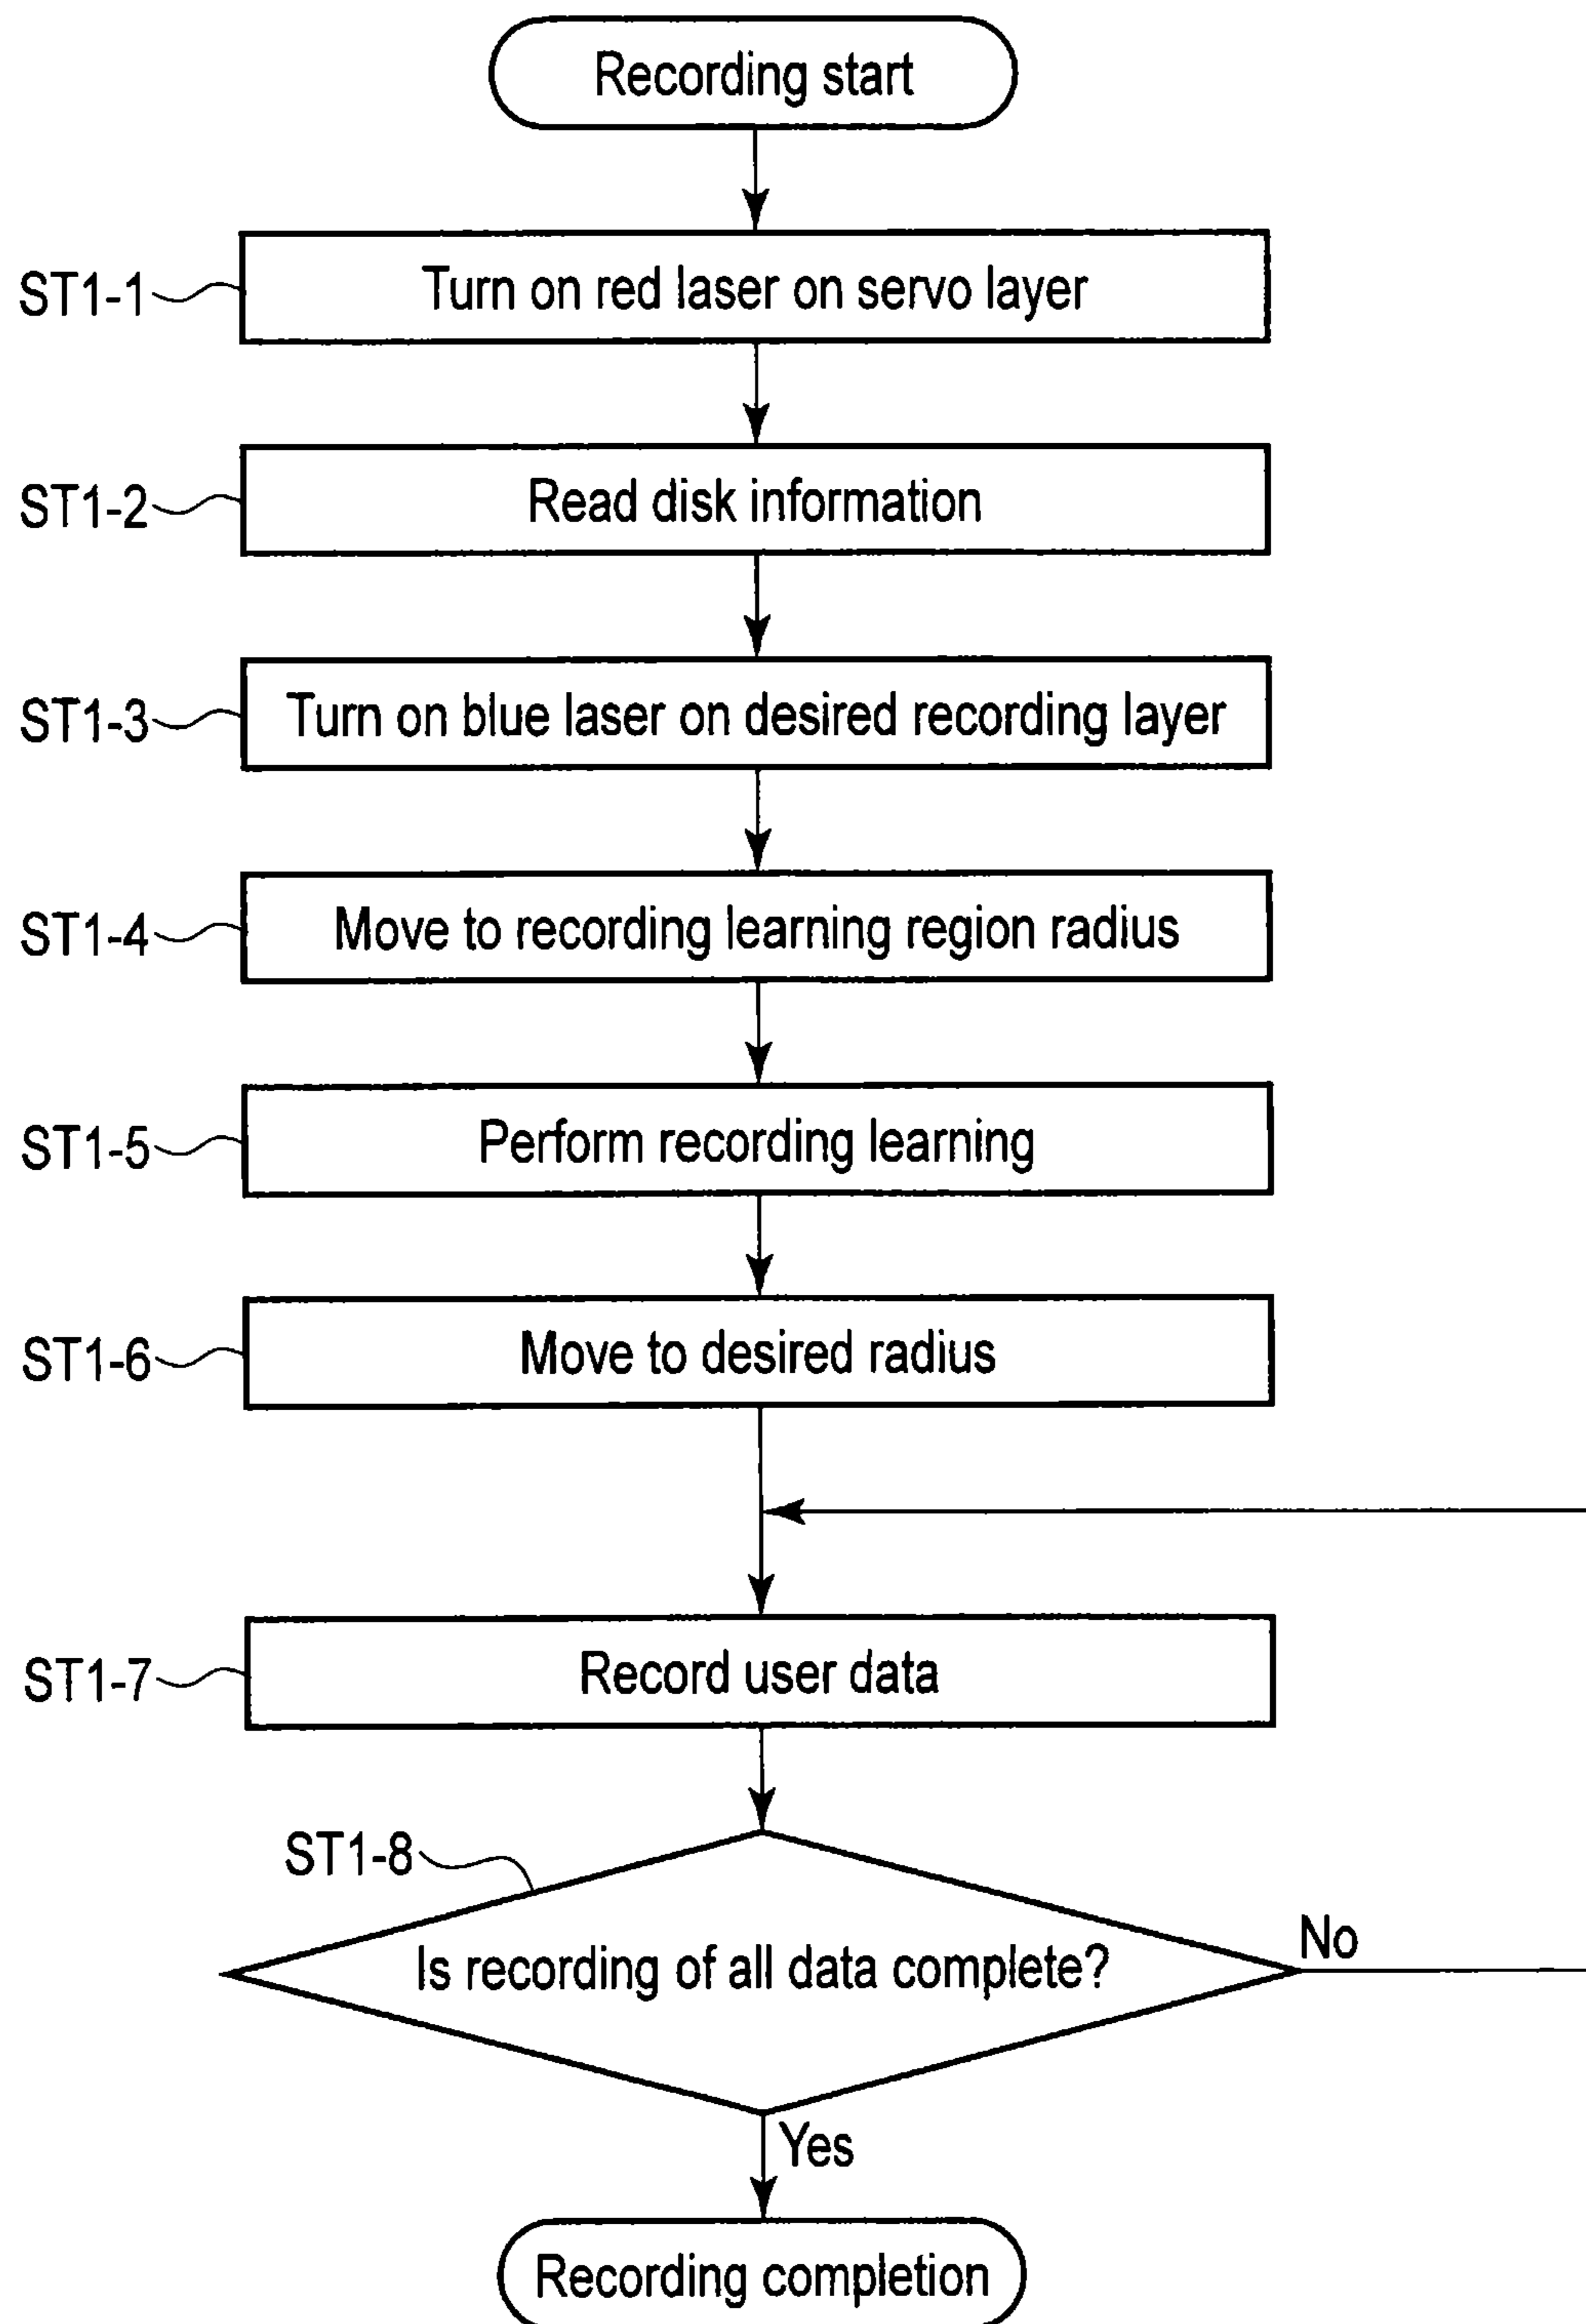 Recording start
ST1-1 Turn on red laser on servo layer
ST1-2 Read disk information
ST1-3 Turn on blue laser on desired recording layer
ST1-4 Move to recording learning region radius
ST1-5 Perform recording learning
ST1-6 Move to desired radius
ST1-7 Record user data
ST1-8
Is recording of all data complete?
No
Yes
Recording completion